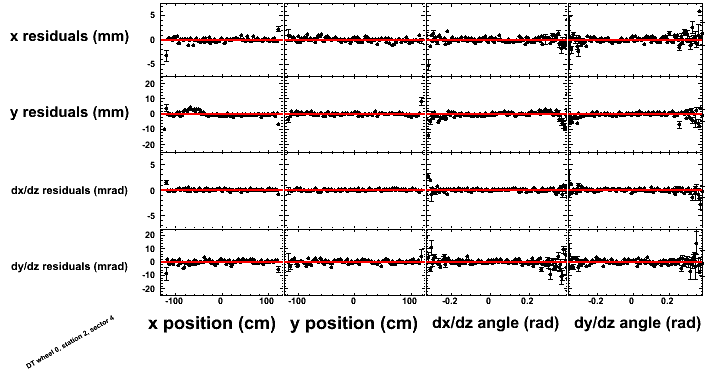 x residuals (mm)
5
0
-5
y residuals (mm)
20
10
0
-10
-20
dx/dz residuals (mrad)
5
0
-5
dy/dz residuals (mrad)
20
10
0
-10
-20
-100 0 100 -100 0 100 -0.2 0 0.2 -0.2 0 0.2
x position (cm) y position (cm) dx/dz angle (rad) dy/dz angle (rad)
DT wheel 0, station 2, sector 4